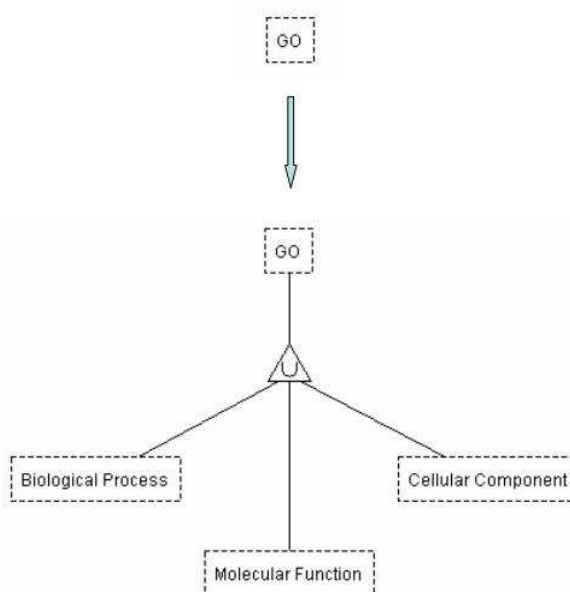 GO
GO
U
Biological Process
Cellular Component
Molecular Function